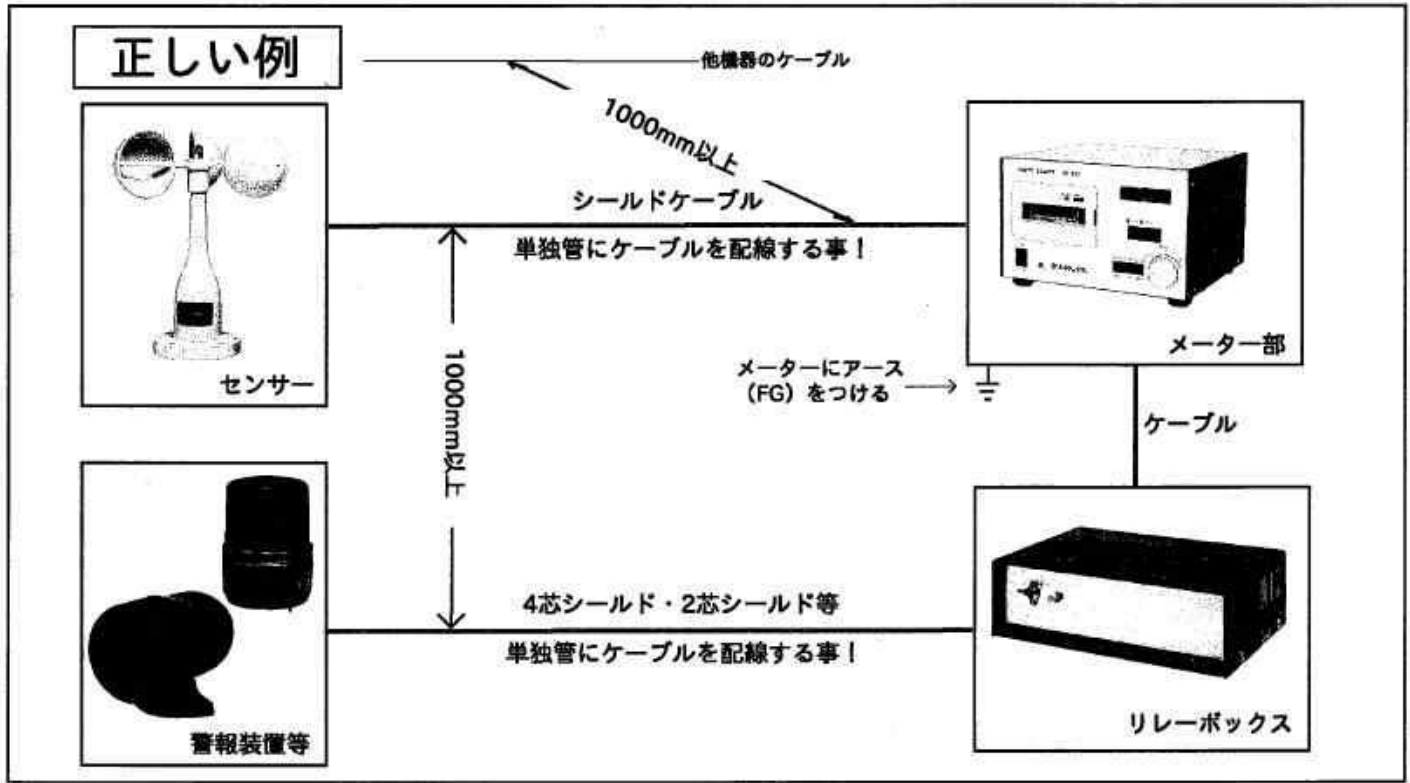 正しい例
他機器のケーブル
1000mm以上
シールドケーブル
単独管にケーブルを配線する事！
センサー
メーター部
1000mm以上
メーターにアース
（FG）をつける
ケーブル
4芯シールド・2芯シールド等
単独管にケーブルを配線する事！
警報装置等
リレーボックス